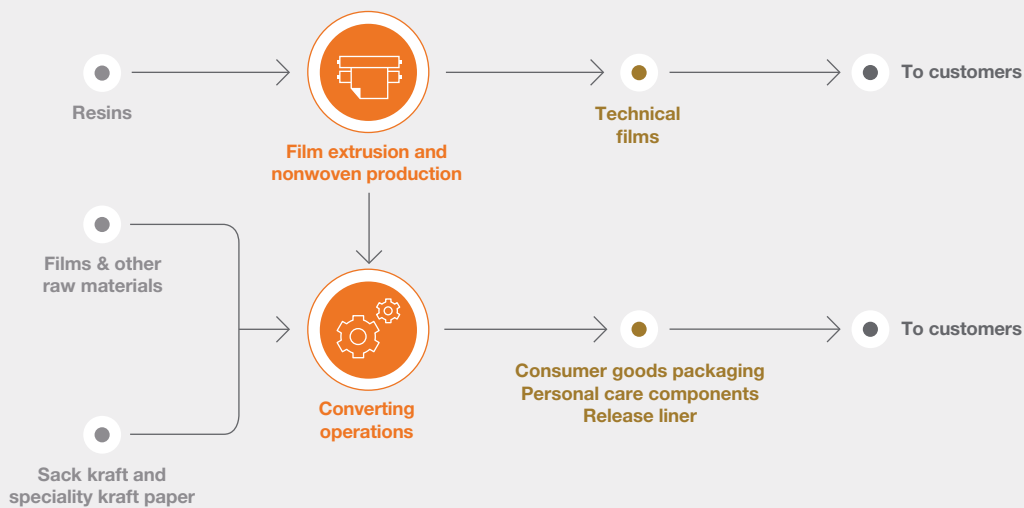 To customers
Resins
Technical
films
Film extrusion and
nonwoven production
Films & other
raw materials
To customers
Consumer goods packaging
Personal care components
Release liner
Converting
operations
Sack kraft and
speciality kraft paper